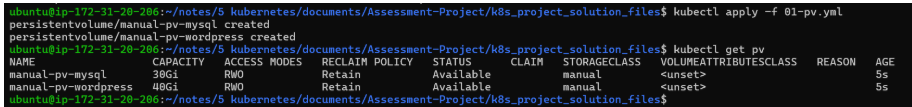 ubuntu@ip-172-31-20-206:~/notes/5 kubernetes/documents/Assessment-Project/k8s_project_solution_files$ kubectl apply -f 01-pv.yml
persistentvolume/manual-pv-mysql created
persistentvolume/manual-pv-wordpress created
ubuntu@ip-172-31-20-206:~/notes/5 kubernetes/documents/Assessment-Project/k8s_project_solution_files$ kubectl get pv
NAME CAPACITY ACCESS MODES RECLAIM POLICY STATUS CLAIM STORAGECLASS VOLUMEATTRIBUTESCLASS REASON AGE
manual-pv-mysql 30Gi RWO Retain Available manual <unset> 5s
manual-pv-wordpress 40Gi RWO Retain Available manual <unset> 5s
ubuntu@ip-172-31-20-206:~/notes/5 kubernetes/documents/Assessment-Project/k8s_project_solution_files$